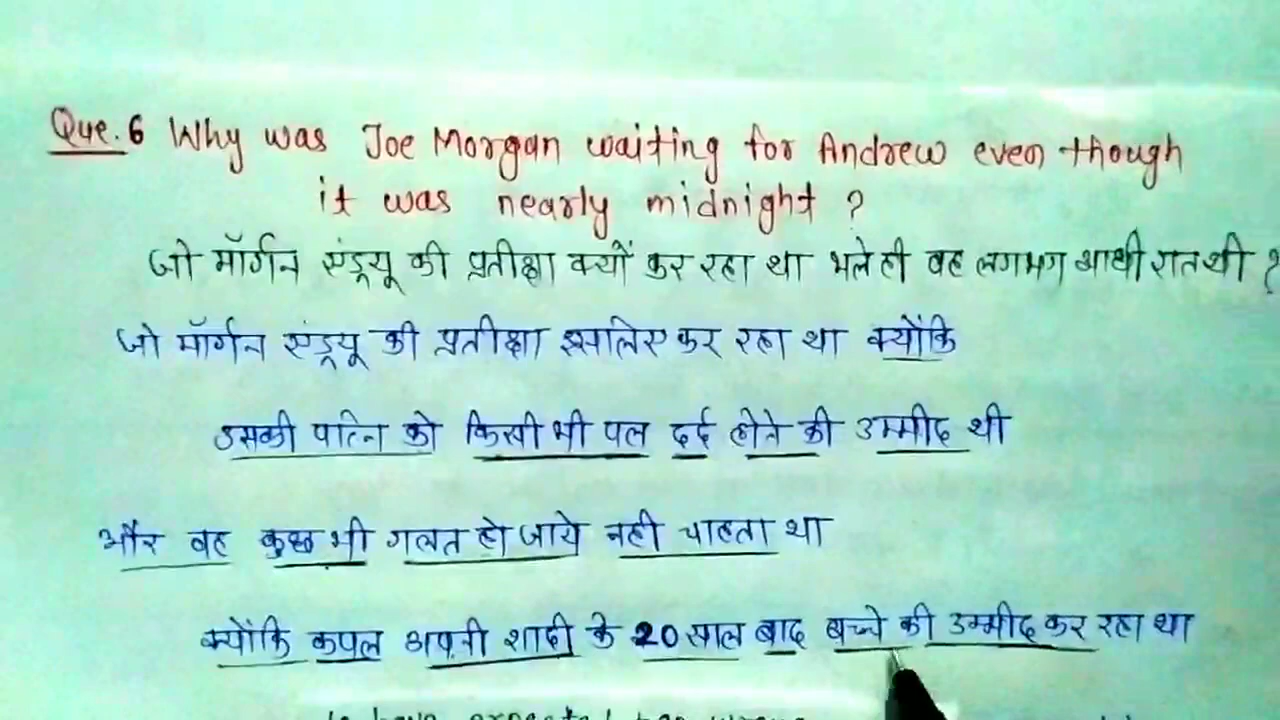 Que. 6 Why was Joe Morgan waiting for Andrew even though
it was nearly midnight ?
जो मॉर्गन एंड्रयू की प्रतीक्षा क्यों कर रहा था भले ही वह लगभग आधी रात थी ?
जो मॉर्गन एंड्रयू की प्रतीक्षा इसलिए कर रहा था क्योंकि
उसकी पत्नि को किसी भी पल दर्द होने की उम्मीद थी
और वह कुछ भी गलत हो जाये नही चाहता था
क्योंकि कपल अपनी शादी के 20 साल बाद बच्चे की उम्मीद कर रहा था